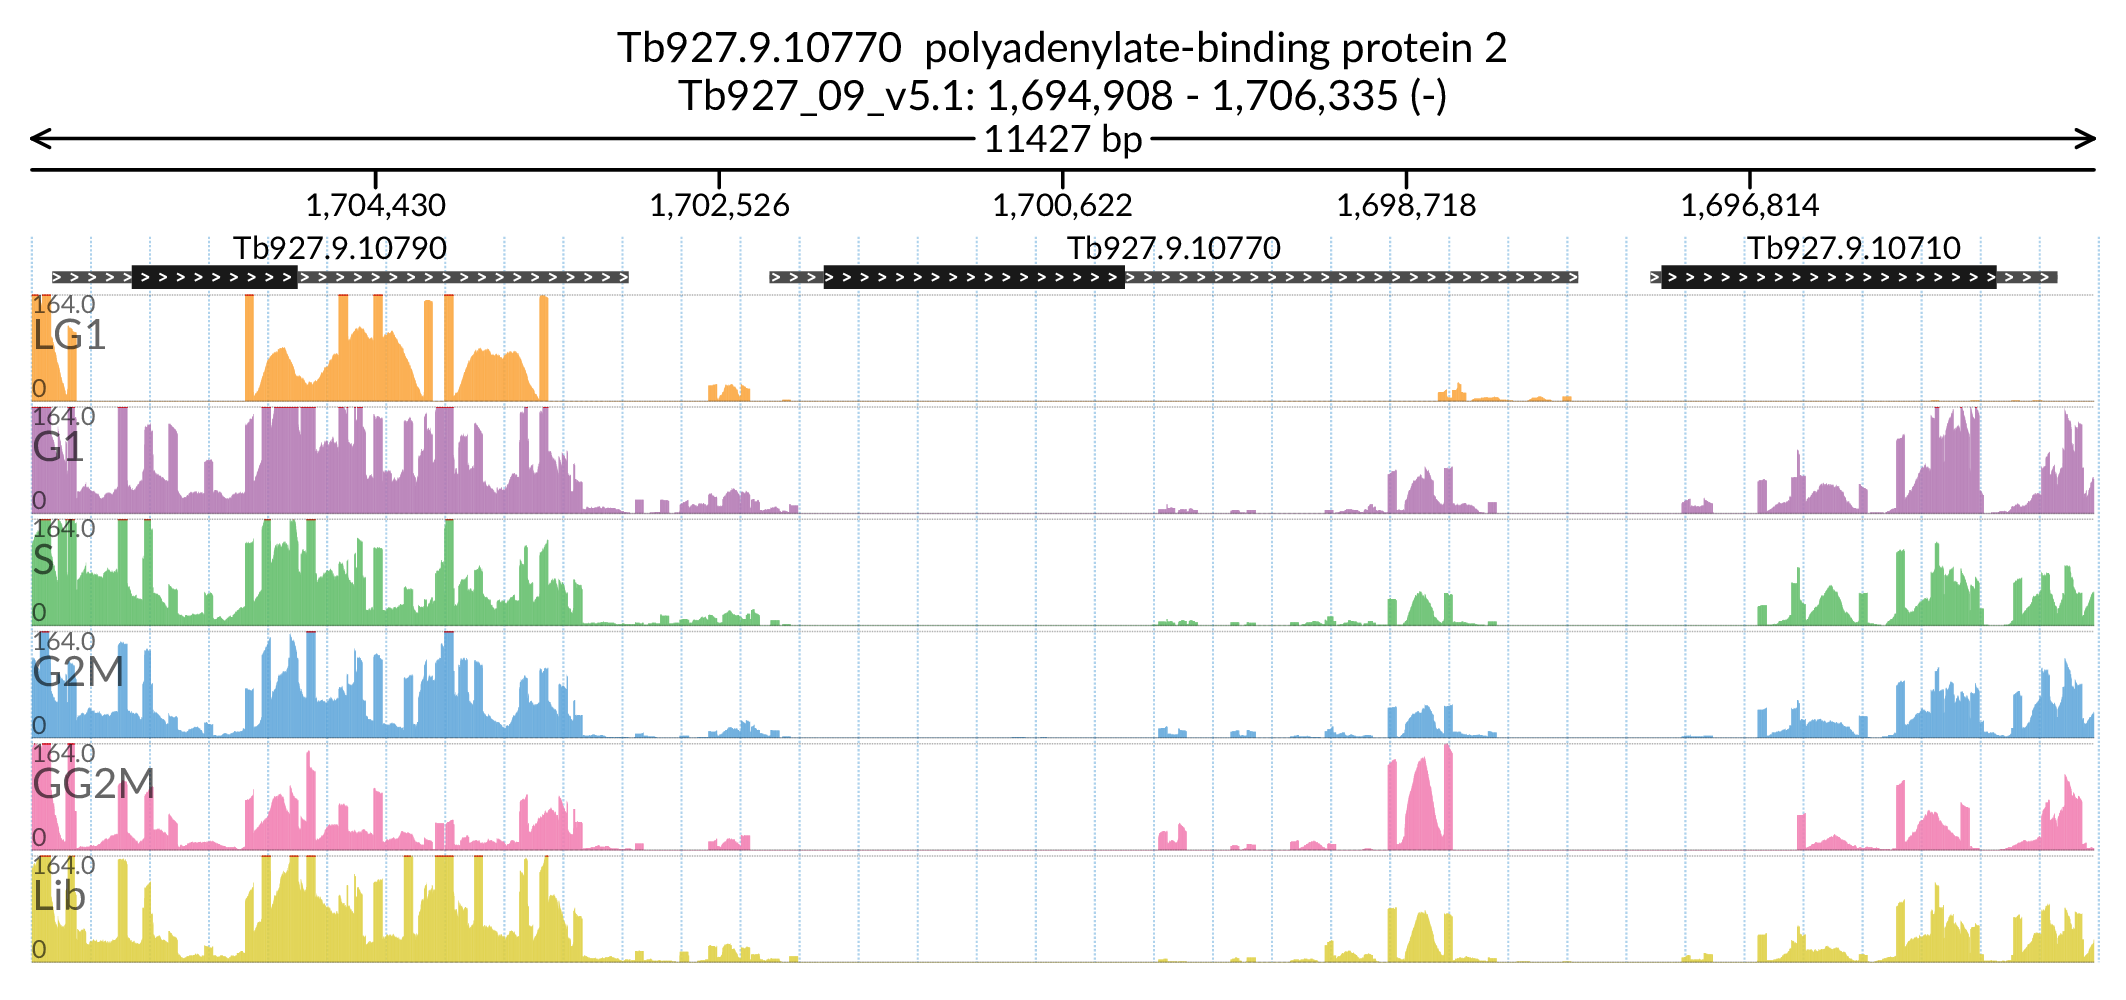 Tb927.9.10770 polyadenylate-binding protein 2
Tb927_09_v5.1: 1,694,908 - 1,706,335 (-)
11427 bp
1,704,430 1,702,526 1,700,622 1,698,718 1,696,814
Tb927.9.10790 Tb927.9.10770 Tb927.9.10710
164.0
LG1
0
164.0
G1
0
164.0
S
0
164.0
G2M
0
164.0
GG2M
0
164.0
Lib
0